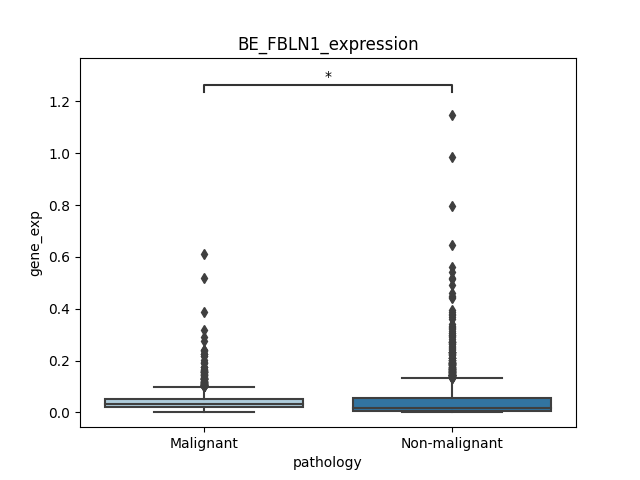 BE_FBLN1_expression
*
gene_exp
1.2
1.0
0.8
0.6
0.4
0.2
0.0
Malignant
Non-malignant
pathology